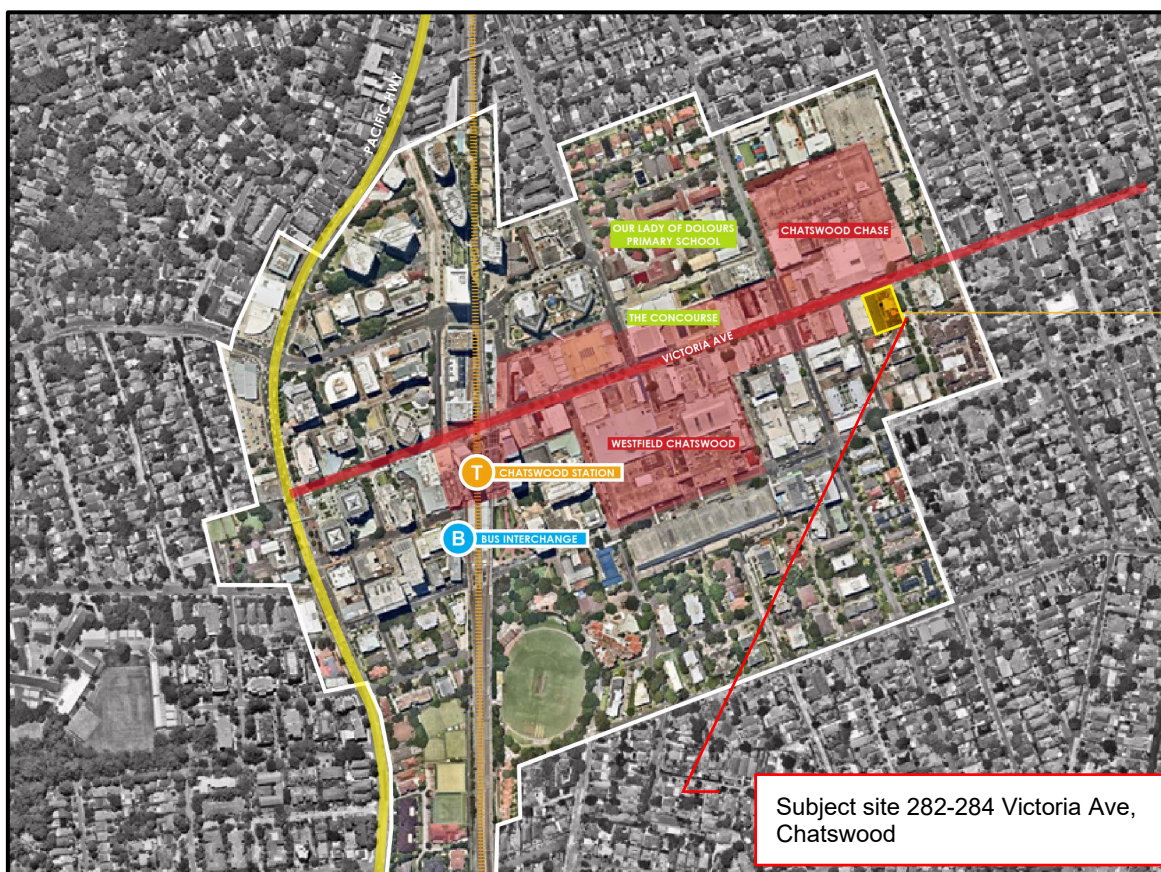 PACIFIC HWY
OUR LADY OF DOLOURS
PRIMARY SCHOOL
CHATSWOOD CHASE
THE CONCOURSE
VICTORIA AVE
WESTFIELD CHATSWOOD
T
CHATSWOOD STATION
B
BUS INTERCHANGE
Subject site 282-284 Victoria Ave,
Chatswood